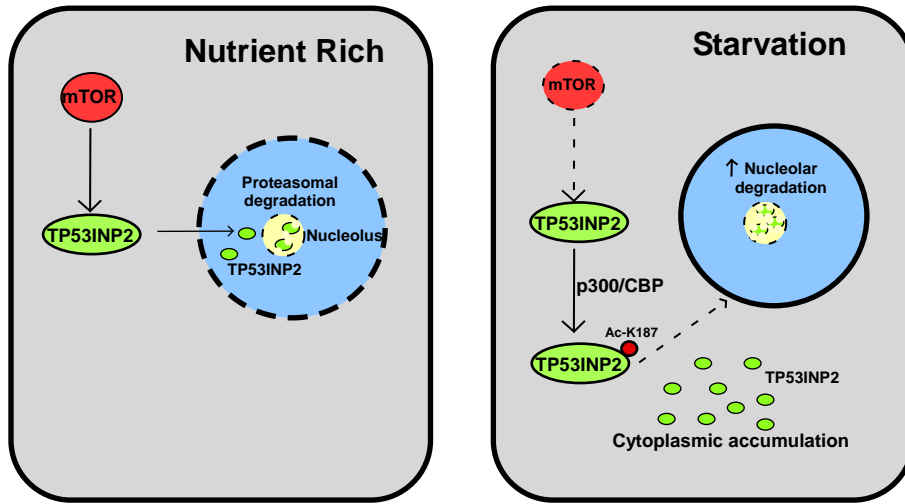 Nutrient Rich
mTOR
TP53INP2
Proteasomal
degradation
Nucleolus
TP53INP2
Starvation
mTOR
↑ Nucleolar
degradation
TP53INP2
p300/CBP
Ac-K187
TP53INP2
TP53INP2
Cytoplasmic accumulation